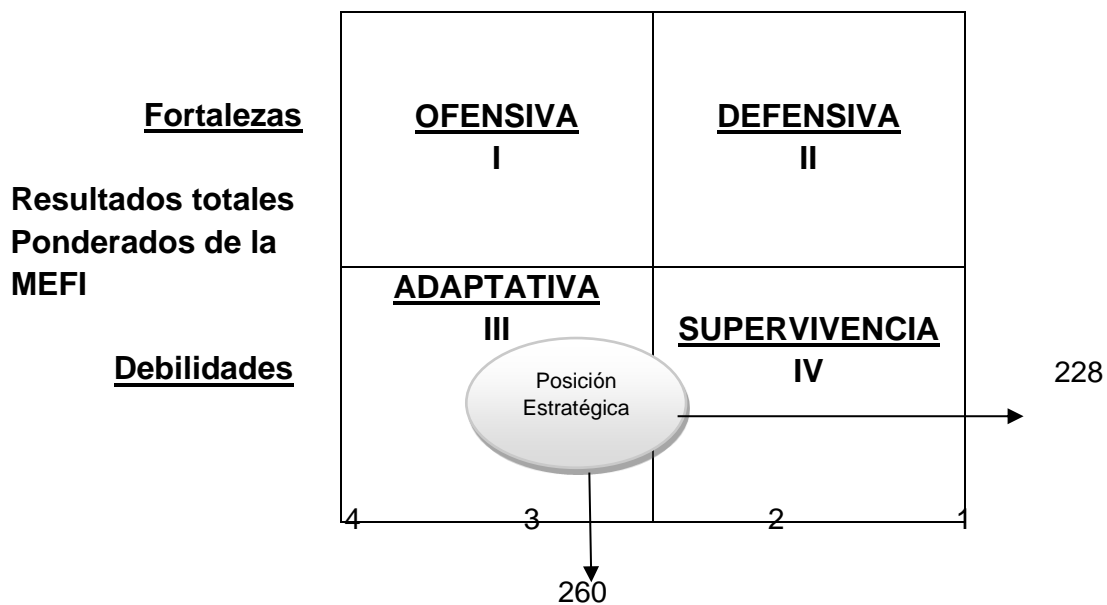 Fortalezas
OFENSIVA
I
DEFENSIVA
II
Resultados totales
Ponderados de la
MEFI
ADAPTATIVA
III
SUPERVIVENCIA
IV
Debilidades
Posición
Estratégica
228
4 3 2 1
260